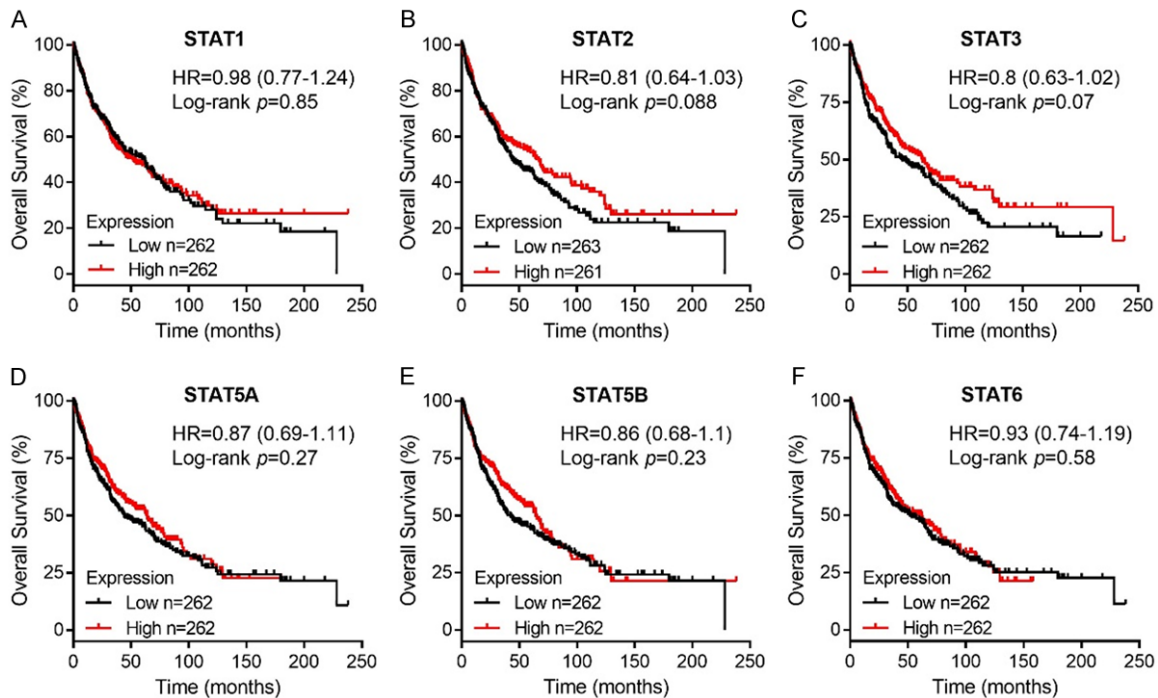 A
STAT1
HR=0.98 (0.77-1.24)
Log-rank p=0.85
Overall Survival (%)
100
80
60
40
20
0
Expression
Low n=262
High n=262
0 50 100 150 200 250
Time (months)
B
STAT2
HR=0.81 (0.64-1.03)
Log-rank p=0.088
Overall Survival (%)
100
80
60
40
20
0
Expression
Low n=263
High n=261
0 50 100 150 200 250
Time (months)
C
STAT3
HR=0.8 (0.63-1.02)
Log-rank p=0.07
Overall Survival (%)
100
75
50
25
0
Expression
Low n=262
High n=262
0 50 100 150 200 250
Time (months)
D
STAT5A
HR=0.87 (0.69-1.11)
Log-rank p=0.27
Overall Survival (%)
100
75
50
25
0
Expression
Low n=262
High n=262
0 50 100 150 200 250
Time (months)
E
STAT5B
HR=0.86 (0.68-1.1)
Log-rank p=0.23
Overall Survival (%)
100
75
50
25
0
Expression
Low n=262
High n=262
0 50 100 150 200 250
Time (months)
F
STAT6
HR=0.93 (0.74-1.19)
Log-rank p=0.58
Overall Survival (%)
100
75
50
25
0
Expression
Low n=262
High n=262
0 50 100 150 200 250
Time (months)